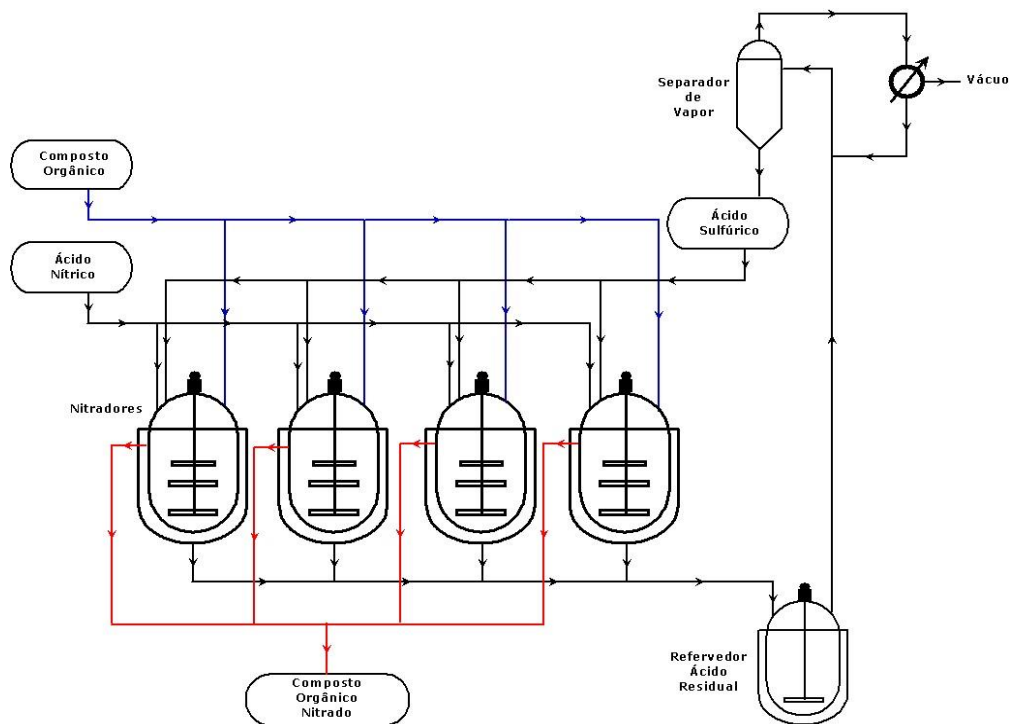 Separador
de
Vapor
Vácuo
Composto
Orgânico
Ácido
Sulfúrico
Ácido
Nítrico
Nitradores
Refervedor
Ácido
Residual
Composto
Orgânico
Nitrado